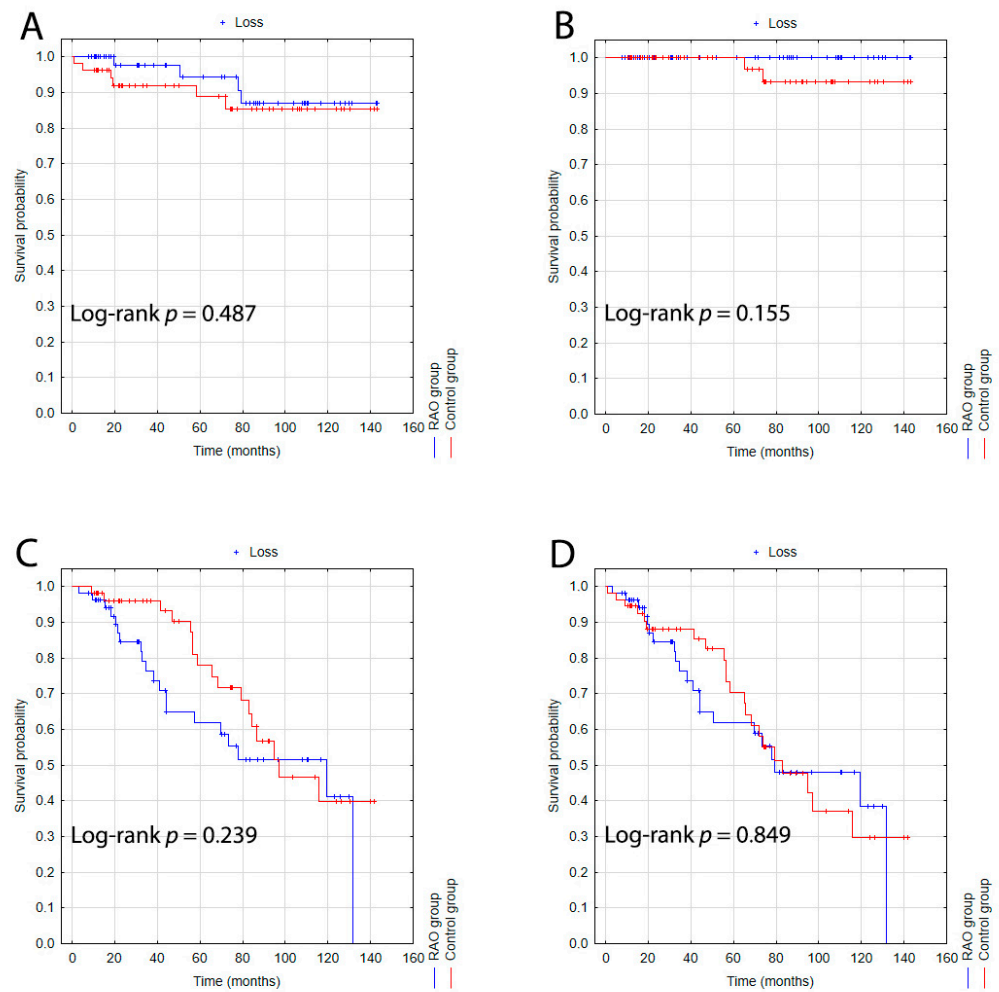 A
+ Loss
1.0
0.9
0.8
0.7
0.6
0.5
0.4
0.3
0.2
0.1
0.0
Survival probability
Log-rank p = 0.487
0 20 40 60 80 100 120 140 160
Time (months)
RAO group
Control group
B
+ Loss
1.0
0.9
0.8
0.7
0.6
0.5
0.4
0.3
0.2
0.1
0.0
Survival probability
Log-rank p = 0.155
0 20 40 60 80 100 120 140 160
Time (months)
RAO group
Control group
C
+ Loss
1.0
0.9
0.8
0.7
0.6
0.5
0.4
0.3
0.2
0.1
0.0
Survival probability
Log-rank p = 0.239
0 20 40 60 80 100 120 140 160
Time (months)
RAO group
Control group
D
+ Loss
1.0
0.9
0.8
0.7
0.6
0.5
0.4
0.3
0.2
0.1
0.0
Survival probability
Log-rank p = 0.849
0 20 40 60 80 100 120 140 160
Time (months)
RAO group
Control group